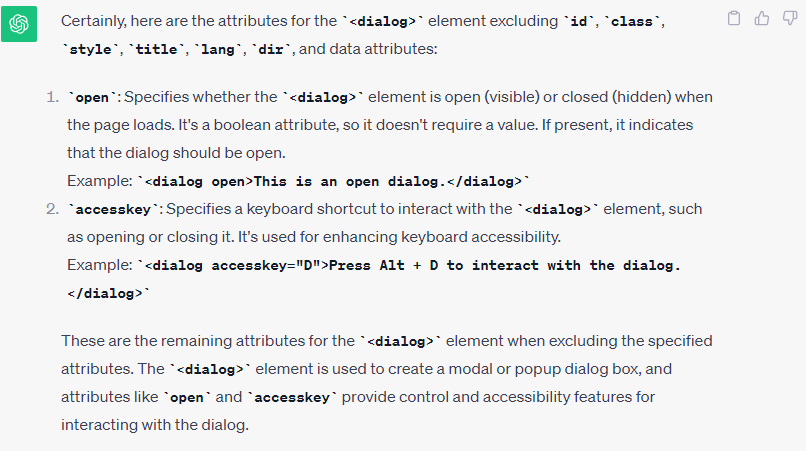 Certainly, here are the attributes for the `<dialog>` element excluding `id`, `class`,
`style`, `title`, `lang`, `dir`, and data attributes:
1. `open`: Specifies whether the `<dialog>` element is open (visible) or closed (hidden) when
the page loads. It's a boolean attribute, so it doesn't require a value. If present, it indicates
that the dialog should be open.
Example: `<dialog open>This is an open dialog.</dialog>`
2. `accesskey`: Specifies a keyboard shortcut to interact with the `<dialog>` element, such
as opening or closing it. It's used for enhancing keyboard accessibility.
Example: `<dialog accesskey="D">Press Alt + D to interact with the dialog.
</dialog>`
These are the remaining attributes for the `<dialog>` element when excluding the specified
attributes. The `<dialog>` element is used to create a modal or popup dialog box, and
attributes like `open` and `accesskey` provide control and accessibility features for
interacting with the dialog.